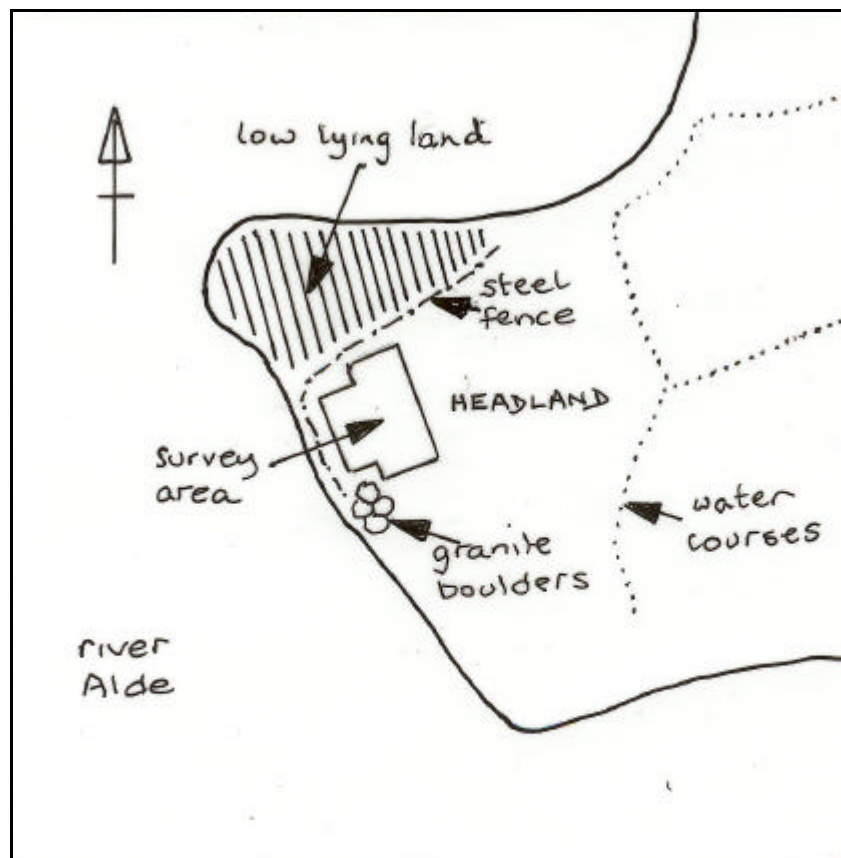 low lying land
steel
fence
HEADLAND
survey
area
water
courses
granite
boulders
river
Alde